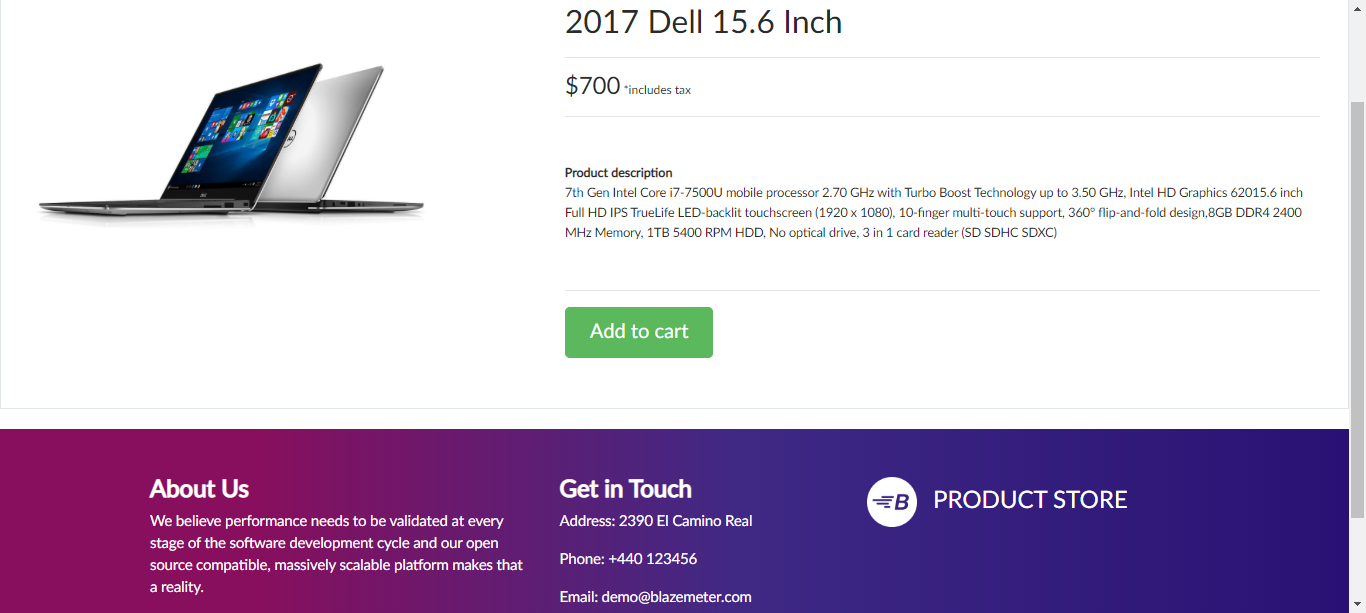 2017 Dell 15.6 Inch
$700 *includes tax
Product description
7th Gen Intel Core i7-7500U mobile processor 2.70 GHz with Turbo Boost Technology up to 3.50 GHz, Intel HD Graphics 62015.6 inch
Full HD IPS TrueLife LED-backlit touchscreen (1920 x 1080), 10-finger multi-touch support, 360° flip-and-fold design,8GB DDR4 2400
MHz Memory, 1TB 5400 RPM HDD, No optical drive, 3 in 1 card reader (SD SDHC SDXC)
Add to cart
About Us
We believe performance needs to be validated at every
stage of the software development cycle and our open
source compatible, massively scalable platform makes that
a reality.
Get in Touch
Address: 2390 El Camino Real
Phone: +440 123456
Email: demo@blazemeter.com
B PRODUCT STORE